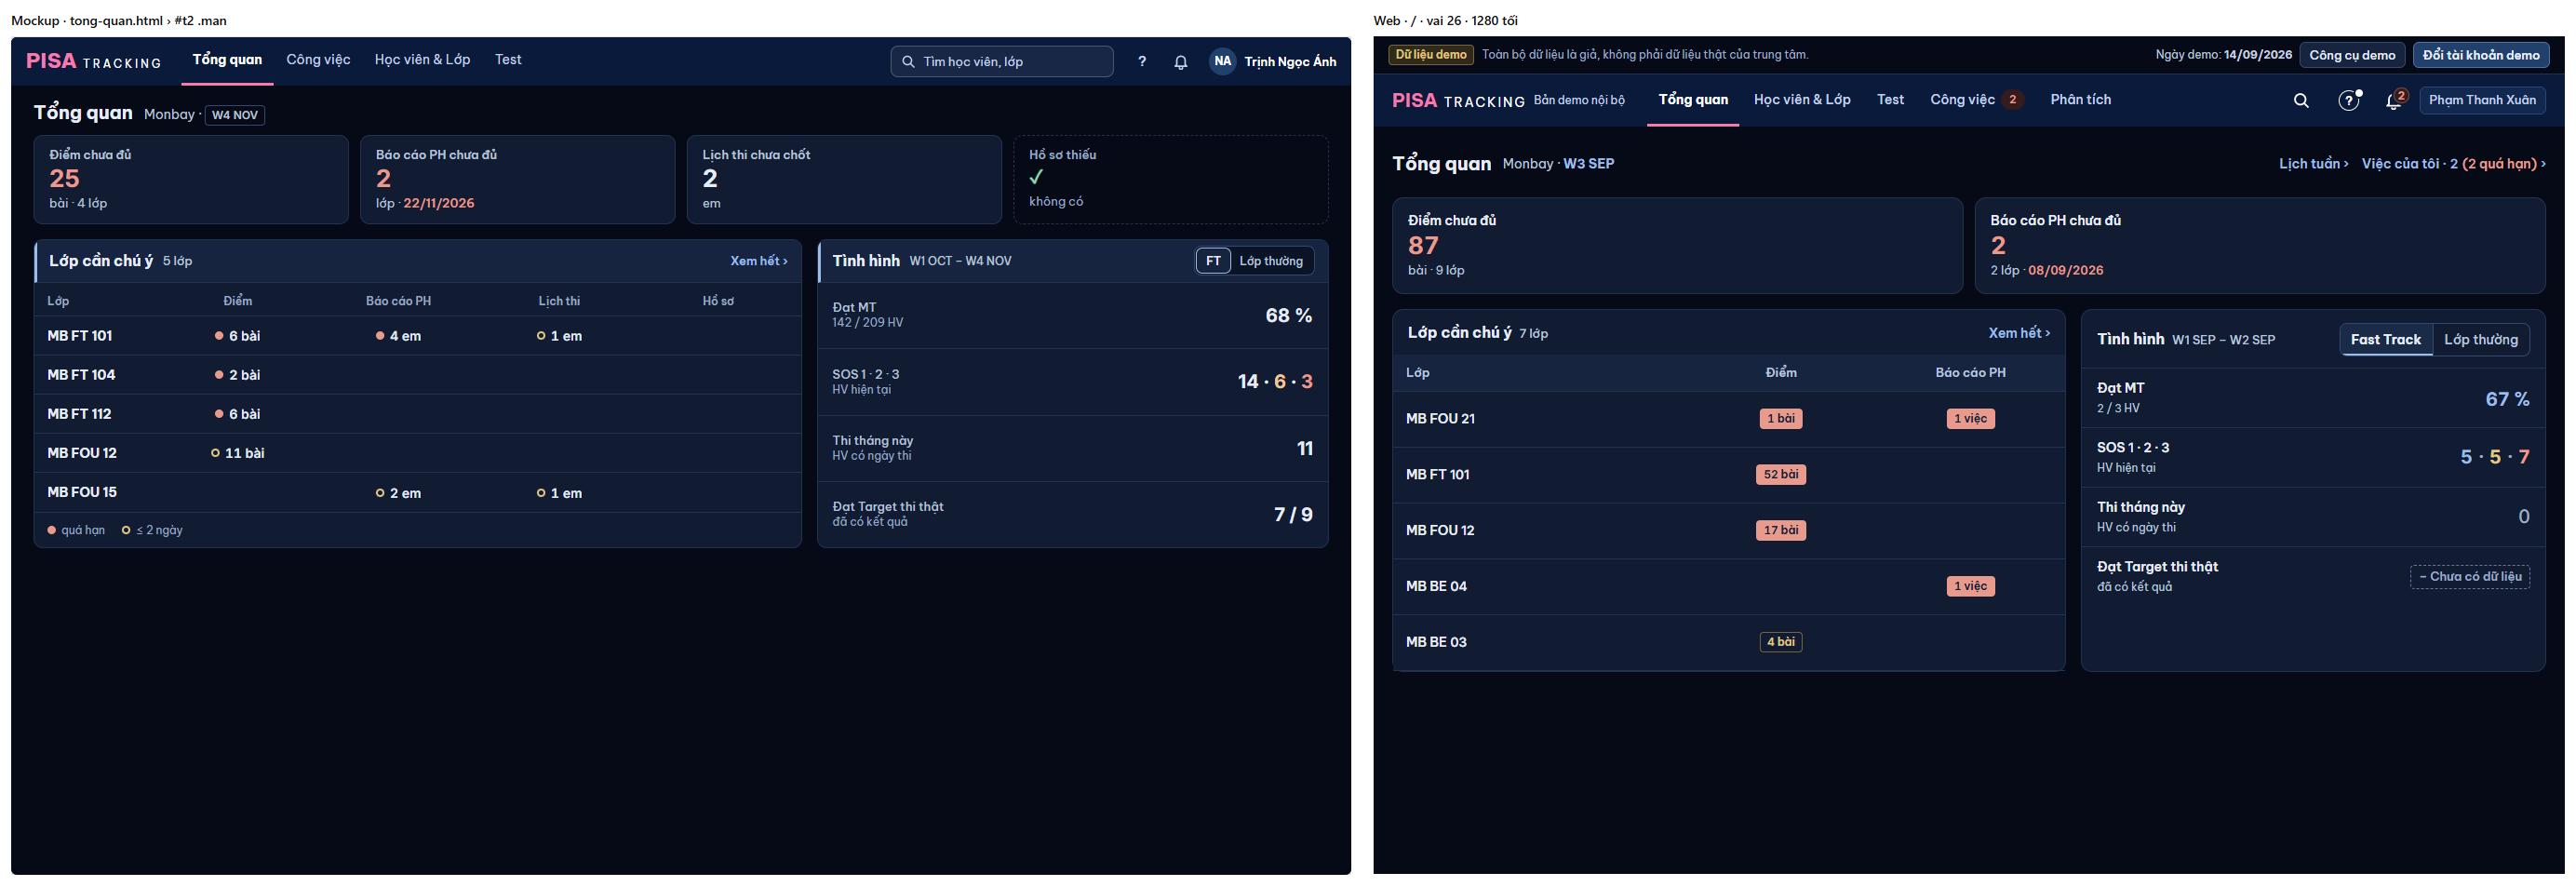 Mockup · tong-quan.html › #t2 .man
PISA TRACKING Tổng quan Công việc Học viên & Lớp Test Tìm học viên, lớp ? NA Trịnh Ngọc Ánh
Tổng quan Monbay · W4 NOV
Điểm chưa đủ
25
bài · 4 lớp
Báo cáo PH chưa đủ
2
lớp · 22/11/2026
Lịch thi chưa chốt
2
em
Hồ sơ thiếu
✓
không có
Lớp cần chú ý 5 lớp Xem hết ›
Lớp Điểm Báo cáo PH Lịch thi Hồ sơ
MB FT 101 6 bài 4 em 1 em
MB FT 104 2 bài
MB FT 112 6 bài
MB FOU 12 11 bài
MB FOU 15 2 em 1 em
quá hạn ≤ 2 ngày
Tình hình W1 OCT – W4 NOV FT Lớp thường
Đạt MT
142 / 209 HV
68 %
SOS 1 · 2 · 3
HV hiện tại
14 · 6 · 3
Thi tháng này
HV có ngày thi
11
Đạt Target thi thật
đã có kết quả
7 / 9
Web · / · vai 26 · 1280 tối
Dữ liệu demo Toàn bộ dữ liệu là giả, không phải dữ liệu thật của trung tâm. Ngày demo: 14/09/2026 Công cụ demo Đổi tài khoản demo
PISA TRACKING Bản demo nội bộ Tổng quan Học viên & Lớp Test Công việc 2 Phân tích ? 2 Phạm Thanh Xuân
Tổng quan Monbay · W3 SEP Lịch tuần › Việc của tôi · 2 (2 quá hạn) ›
Điểm chưa đủ
87
bài · 9 lớp
Báo cáo PH chưa đủ
2
2 lớp · 08/09/2026
Lớp cần chú ý 7 lớp Xem hết ›
Lớp Điểm Báo cáo PH
MB FOU 21 1 bài 1 việc
MB FT 101 52 bài
MB FOU 12 17 bài
MB BE 04 1 việc
MB BE 03 4 bài
Tình hình W1 SEP – W2 SEP Fast Track Lớp thường
Đạt MT
2 / 3 HV
67 %
SOS 1 · 2 · 3
HV hiện tại
5 · 5 · 7
Thi tháng này
HV có ngày thi
0
Đạt Target thi thật
đã có kết quả
– Chưa có dữ liệu